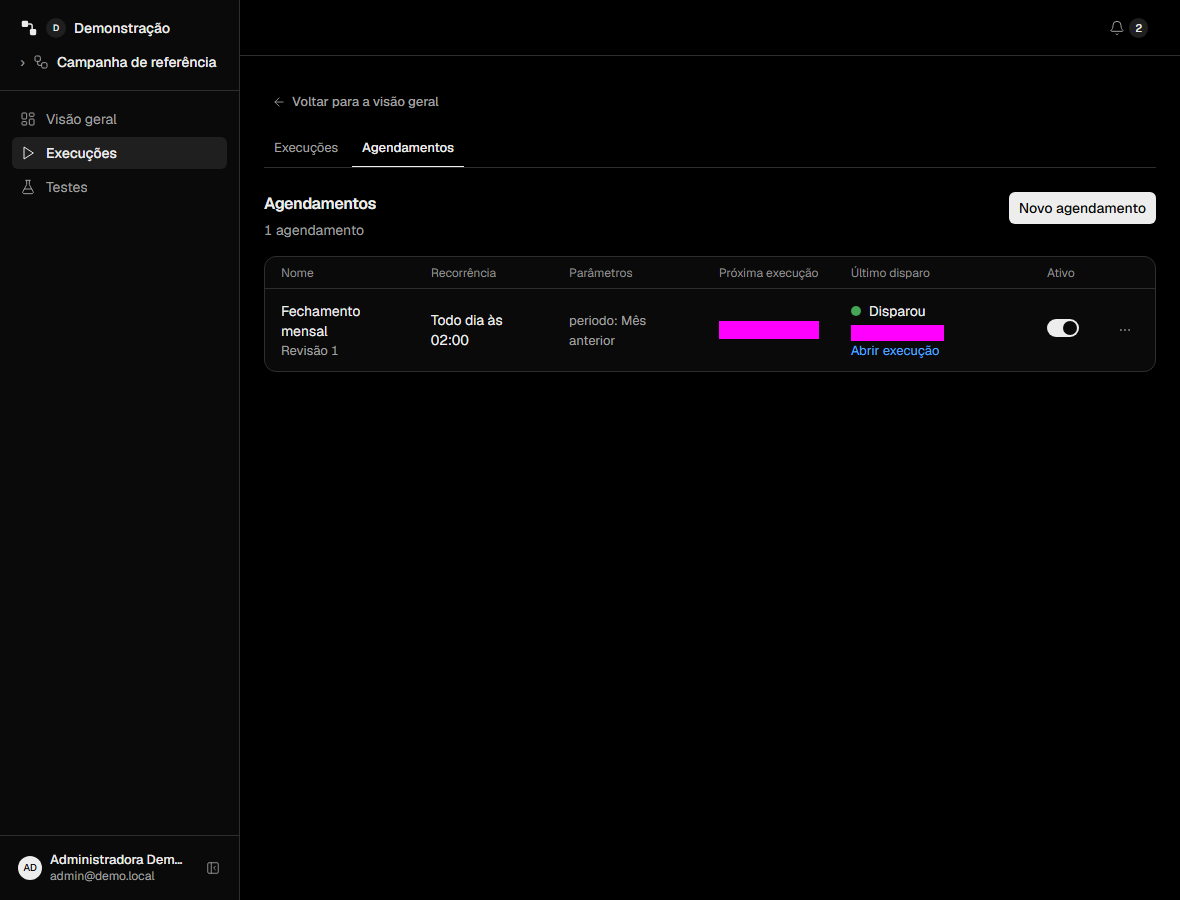 D Demonstração
Campanha de referência
Visão geral
Execuções
Testes
2
Voltar para a visão geral
Execuções Agendamentos
Agendamentos
1 agendamento
Novo agendamento
Nome Recorrência Parâmetros Próxima execução Último disparo Ativo
Fechamento
mensal
Revisão 1
Todo dia às
02:00
periodo: Mês
anterior
Disparou
Abrir execução
AD
Administradora Dem...
admin@demo.local